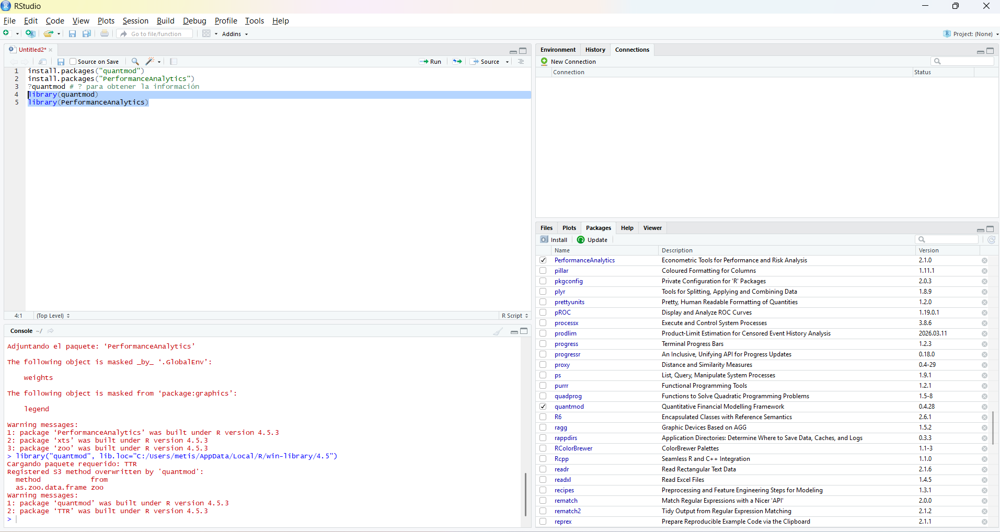 RStudio
File Edit Code View Plots Session Build Debug Profile Tools Help
Go to file/function Addins Project: (None)
Untitled2*
Source on Save Run Source
1 install.packages("quantmod")
2 install.packages("PerformanceAnalytics")
3 ?quantmod # ? para obtener la información
4 library(quantmod)
5 library(PerformanceAnalytics)
4:1 (Top Level) R Script
Console ~/
Adjuntando el paquete: ‘PerformanceAnalytics’
The following object is masked _by_ ‘.GlobalEnv’:
weights
The following object is masked from ‘package:graphics’:
legend
Warning messages:
1: package ‘PerformanceAnalytics’ was built under R version 4.5.3
2: package ‘xts’ was built under R version 4.5.3
3: package ‘zoo’ was built under R version 4.5.3
> library("quantmod", lib.loc="C:/Users/metis/AppData/Local/R/win-library/4.5")
Cargando paquete requerido: TTR
Registered S3 method overwritten by 'quantmod':
method from
as.zoo.data.frame zoo
Warning messages:
1: package ‘quantmod’ was built under R version 4.5.3
2: package ‘TTR’ was built under R version 4.5.3
>
Environment History Connections
New Connection
Connection Status
Files Plots Packages Help Viewer
Install Update
Name Description Version
PerformanceAnalytics Econometric Tools for Performance and Risk Analysis 2.1.0
pillar Coloured Formatting for Columns 1.11.1
pkgconfig Private Configuration for 'R' Packages 2.0.3
plyr Tools for Splitting, Applying and Combining Data 1.8.9
prettyunits Pretty, Human Readable Formatting of Quantities 1.2.0
pROC Display and Analyze ROC Curves 1.19.0.1
processx Execute and Control System Processes 3.8.6
prodlim Product-Limit Estimation for Censored Event History Analysis 2026.03.11
progress Terminal Progress Bars 1.2.3
progressr An Inclusive, Unifying API for Progress Updates 0.18.0
proxy Distance and Similarity Measures 0.4-29
ps List, Query, Manipulate System Processes 1.9.1
purrr Functional Programming Tools 1.2.1
quadprog Functions to Solve Quadratic Programming Problems 1.5-8
quantmod Quantitative Financial Modelling Framework 0.4.28
R6 Encapsulated Classes with Reference Semantics 2.6.1
ragg Graphic Devices Based on AGG 1.5.2
rappdirs Application Directories: Determine Where to Save Data, Caches, and Logs 0.3.3
RColorBrewer ColorBrewer Palettes 1.1-3
Rcpp Seamless R and C++ Integration 1.1.0
readr Read Rectangular Text Data 2.1.6
readxl Read Excel Files 1.4.5
recipes Preprocessing and Feature Engineering Steps for Modeling 1.3.1
rematch Match Regular Expressions with a Nicer 'API' 2.0.0
rematch2 Tidy Output from Regular Expression Matching 2.1.2
reprex Prepare Reproducible Example Code via the Clipboard 2.1.1